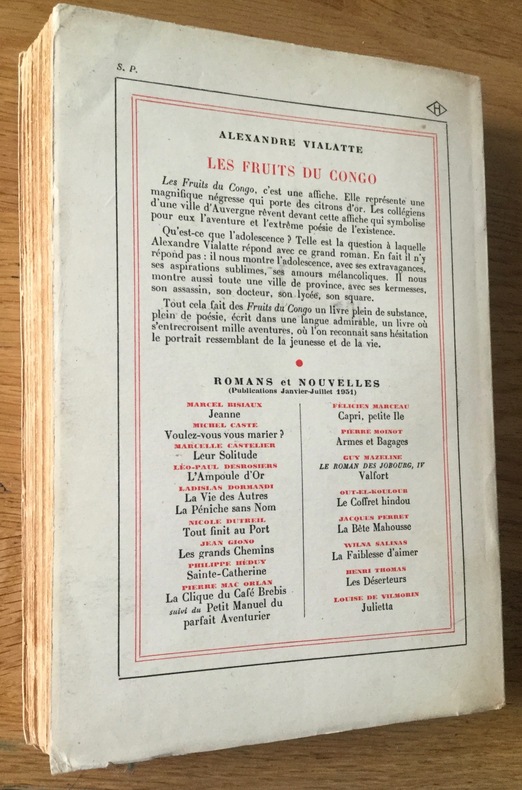 S. P.
H
ALEXANDRE VIALATTE
LES FRUITS DU CONGO
Les Fruits du Congo, c'est une affiche. Elle représente une
magnifique négresse qui porte des citrons d'or. Les collégiens
d'une ville d'Auvergne rêvent devant cette affiche qui symbolise
pour eux l'aventure et l'extrême poésie de l'existence.
Qu'est-ce que l'adolescence ? Telle est la question à laquelle
Alexandre Vialatte répond avec ce grand roman. En fait il n'y
répond pas : il nous montre l'adolescence, avec ses extravagances,
ses aspirations sublimes, ses amours mélancoliques. Il nous
montre aussi toute une ville de province, avec ses kermesses,
son assassin, son docteur, son lycée, son square.
Tout cela fait des Fruits du Congo un livre plein de substance,
plein de poésie, écrit dans une langue admirable, un livre où
s'entrecroisent mille aventures, où l'on reconnaît sans hésitation
le portrait ressemblant de la jeunesse et de la vie.
ROMANS et NOUVELLES
(Publications Janvier-Juillet 1951)
MARCEL BISIAUX
Jeanne
MICHEL CASTE
Voulez-vous vous marier ?
MARCELLE CASTELIER
Leur Solitude
LÉO-PAUL DESROSIERS
L'Ampoule d'Or
LADISLAS DORMANDI
La Vie des Autres
La Péniche sans Nom
NICOLE DUTREIL
Tout finit au Port
JEAN GIONO
Les grands Chemins
PHILIPPE HÉDUY
Sainte-Catherine
PIERRE MAC ORLAN
La Clique du Café Brebis
suivi du Petit Manuel du
parfait Aventurier
FÉLICIEN MARCEAU
Capri, petite Ile
PIERRE MOINOT
Armes et Bagages
GUY MAZELINE
LE ROMAN DES JOBOURG, IV
Valfort
OUT-EL-KOULOUB
Le Coffret hindou
JACQUES PERRET
La Bête Mahousse
WILNA SALINAS
La Faiblesse d'aimer
HENRI THOMAS
Les Déserteurs
LOUISE DE VILMORIN
Julietta